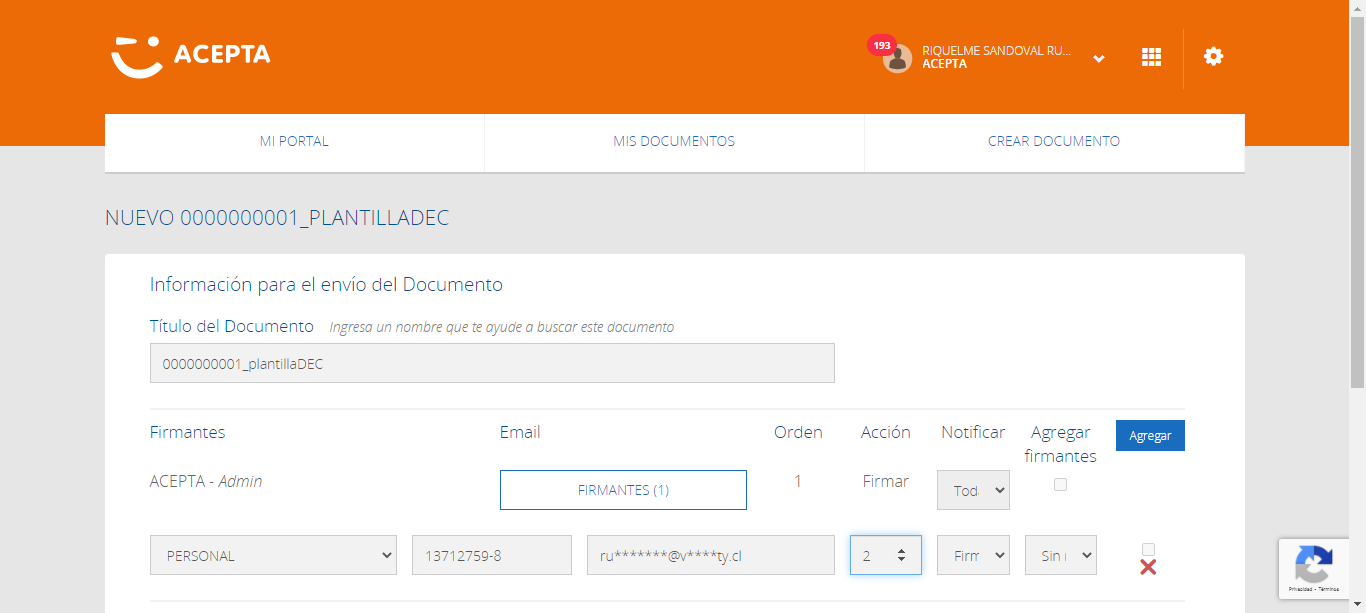 ACEPTA
193
RIQUELME SANDOVAL RU...
ACEPTA
MI PORTAL
MIS DOCUMENTOS
CREAR DOCUMENTO
NUEVO 0000000001_PLANTILLADEC
Información para el envío del Documento
Título del Documento Ingresa un nombre que te ayude a buscar este documento
0000000001_plantillaDEC
Firmantes Email Orden Acción Notificar Agregar firmantes Agregar
ACEPTA - Admin FIRMANTES (1) 1 Firmar Tod
PERSONAL 13712759-8 ru*******@v****ty.cl 2 Firm Sin
Privacidad - Términos